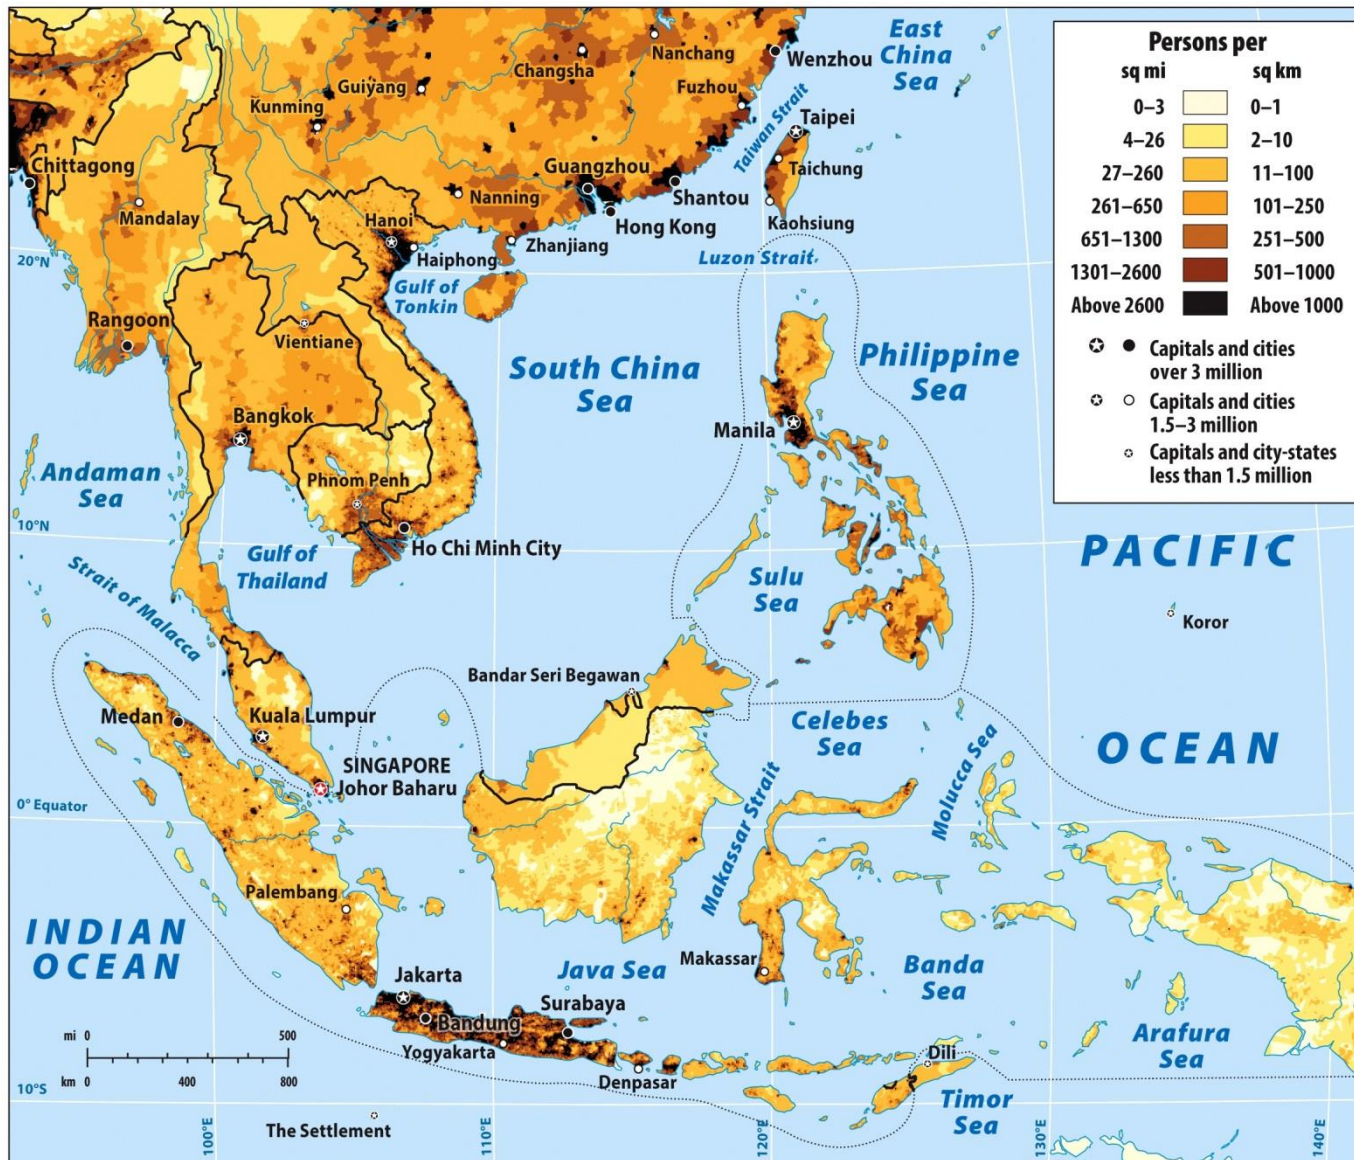 Persons per
sq mi
sq km
0–3
0–1
4–26
2–10
27–260
11–100
261–650
101–250
651–1300
251–500
1301–2600
501–1000
Above 2600
Above 1000
Capitals and cities
over 3 million
Capitals and cities
1.5–3 million
Capitals and city-states
less than 1.5 million
East
China
Sea
Nanchang
Wenzhou
Changsha
Guiyang
Fuzhou
Kunming
Taiwan Strait
Taipei
Chittagong
Guangzhou
Taichung
Nanning
Shantou
Mandalay
Hanoi
Hong Kong
Kaohsiung
Haiphong
Zhanjiang
20°N
Luzon Strait
Gulf of
Tonkin
Rangoon
Vientiane
South China
Sea
Philippine
Sea
Bangkok
Manila
Andaman
Sea
Phnom Penh
10°N
Gulf of
Thailand
Ho Chi Minh City
PACIFIC
OCEAN
Strait of Malacca
Sulu
Sea
Koror
Bandar Seri Begawan
Medan
Kuala Lumpur
Celebes
Sea
SINGAPORE
Johor Baharu
0° Equator
Makassar Strait
Molucca Sea
Palembang
INDIAN
OCEAN
Java Sea
Makassar
Banda
Sea
Jakarta
Surabaya
Bandung
Yogyakarta
Arafura
Sea
mi 0 500
km 0 400 800
Denpasar
Dili
10°S
Timor
Sea
The Settlement
100°E
110°E
120°E
130°E
140°E